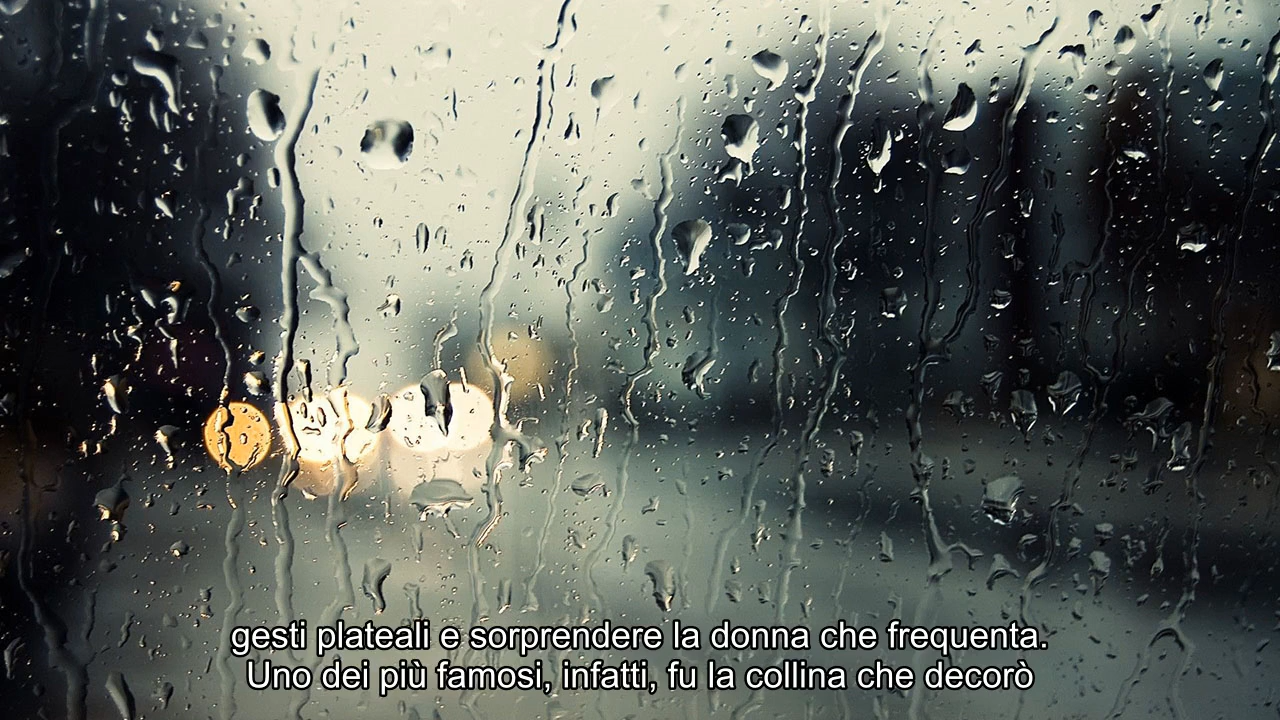 gesti plateali e sorprendere la donna che frequenta.
Uno dei più famosi, infatti, fu la collina che decorò